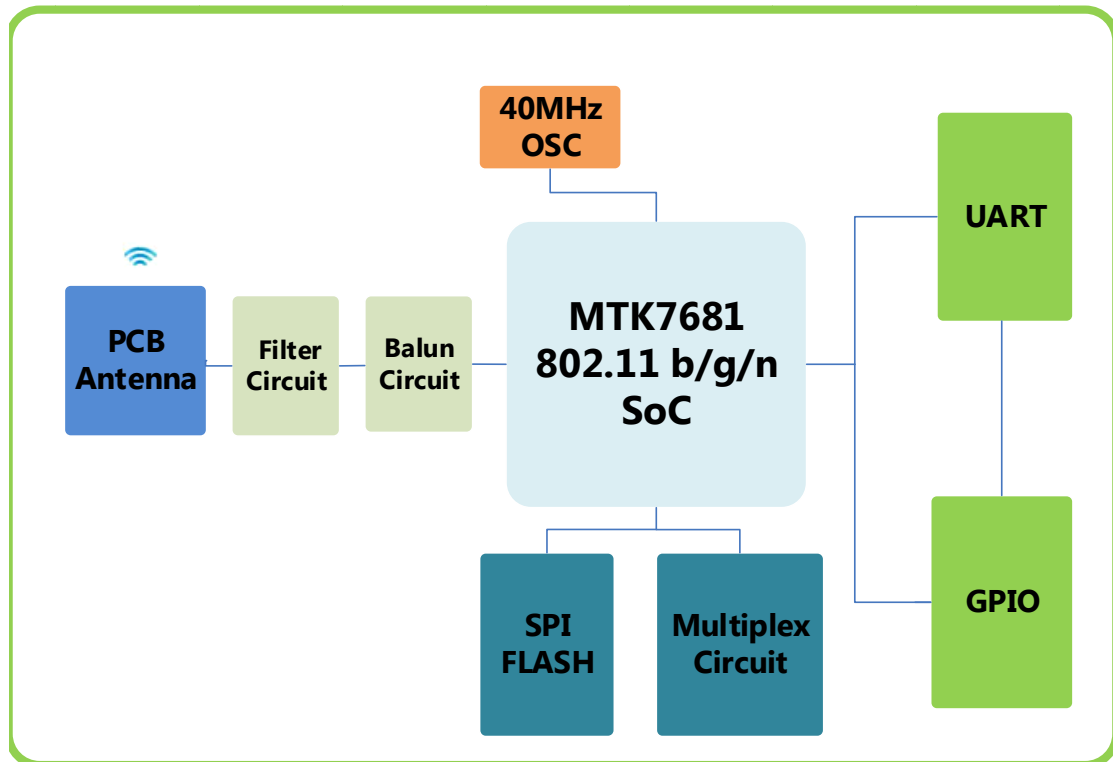 40MHz
OSC
UART
MTK7681
802.11 b/g/n
SoC
PCB
Antenna
Filter
Circuit
Balun
Circuit
SPI
FLASH
Multiplex
Circuit
GPIO